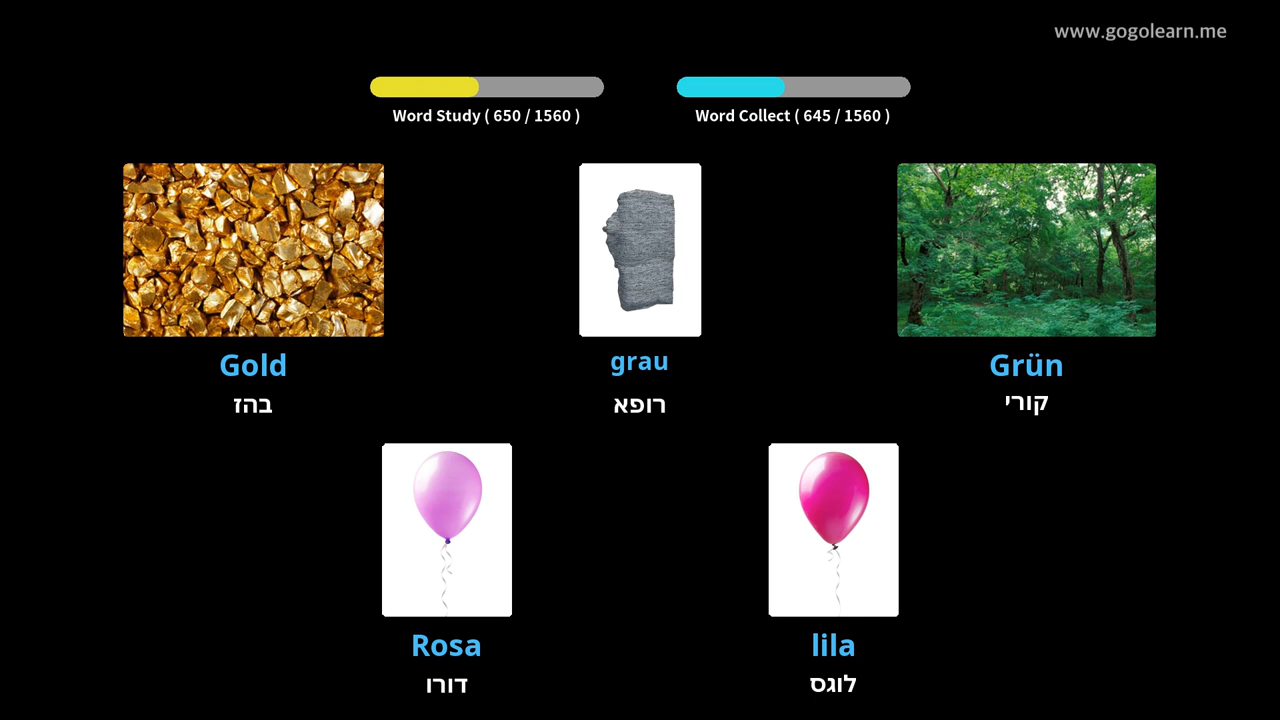 www.gogolearn.me
Word Study ( 650 / 1560 )
Word Collect ( 645 / 1560 )
Gold
בהז
grau
רופא
Grün
קורי
Rosa
דורו
lila
לוגס